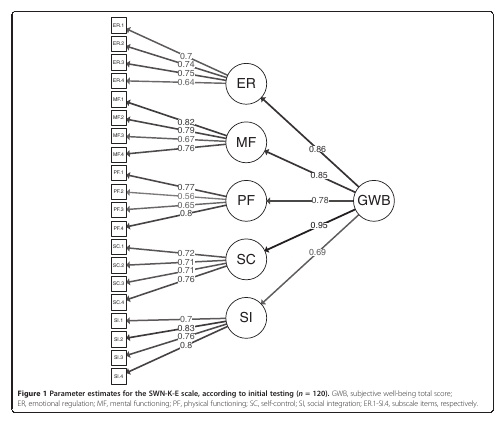 ER.1
ER.2
ER.3
ER.4
MF.1
MF.2
MF.3
MF.4
PF.1
PF.2
PF.3
PF.4
SC.1
SC.2
SC.3
SC.4
SI.1
SI.2
SI.3
SI.4
0.7
0.74
0.75
0.64
0.82
0.79
0.67
0.76
0.77
0.56
0.65
0.8
0.72
0.71
0.71
0.76
0.7
0.83
0.76
0.8
ER
MF
PF
SC
SI
0.86
0.85
0.78
0.95
0.69
GWB
Figure 1 Parameter estimates for the SWN-K-E scale, according to initial testing (n = 120). GWB, subjective well-being total score;
ER, emotional regulation; MF, mental functioning; PF, physical functioning; SC, self-control; SI, social integration; ER.1-SI.4, subscale items, respectively.